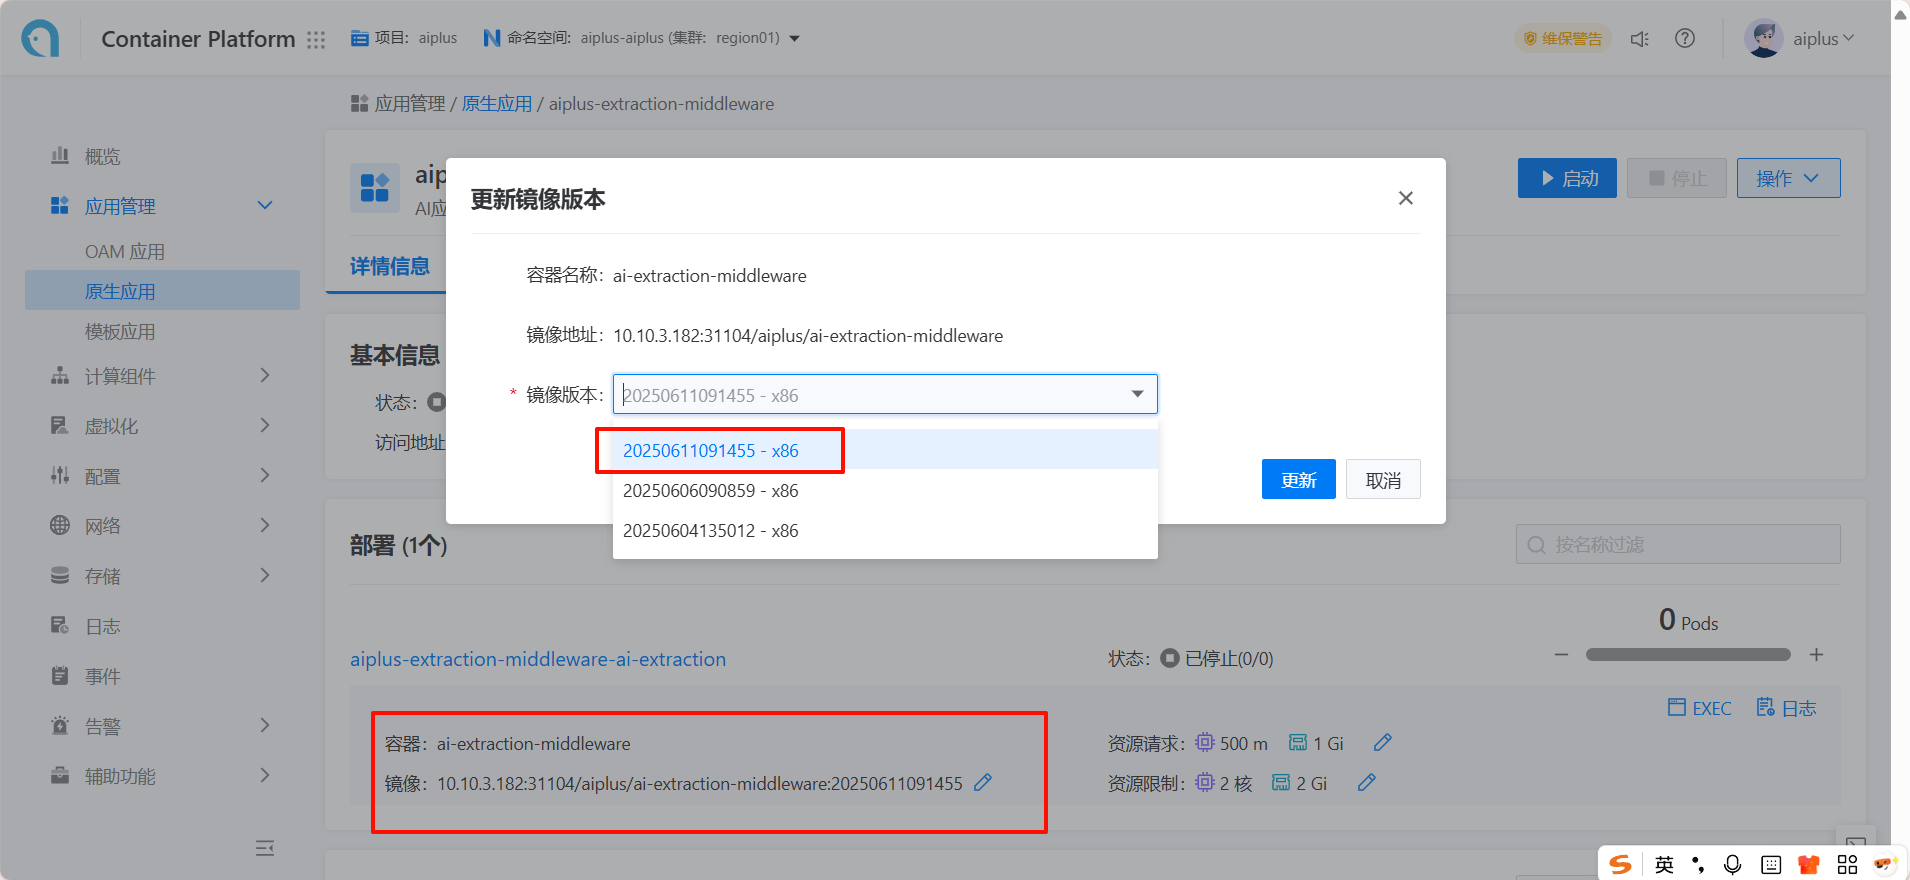 Container Platform
项目: aiplus
命名空间: aiplus-aiplus (集群: region01)
维保警告
aiplus
应用管理 / 原生应用 / aiplus-extraction-middleware
概览
应用管理
OAM 应用
原生应用
模板应用
计算组件
虚拟化
配置
网络
存储
日志
事件
告警
辅助功能
aip
AI应
启动
停止
操作
详情信息
基本信息
状态:
访问地址
更新镜像版本
容器名称: ai-extraction-middleware
镜像地址: 10.10.3.182:31104/aiplus/ai-extraction-middleware
* 镜像版本: 20250611091455 - x86
20250611091455 - x86
20250606090859 - x86
20250604135012 - x86
更新
取消
部署 (1个)
按名称过滤
0 Pods
aiplus-extraction-middleware-ai-extraction
状态: 已停止(0/0)
EXEC
日志
容器: ai-extraction-middleware
资源请求: 500 m 1 Gi
镜像: 10.10.3.182:31104/aiplus/ai-extraction-middleware:20250611091455
资源限制: 2 核 2 Gi
英